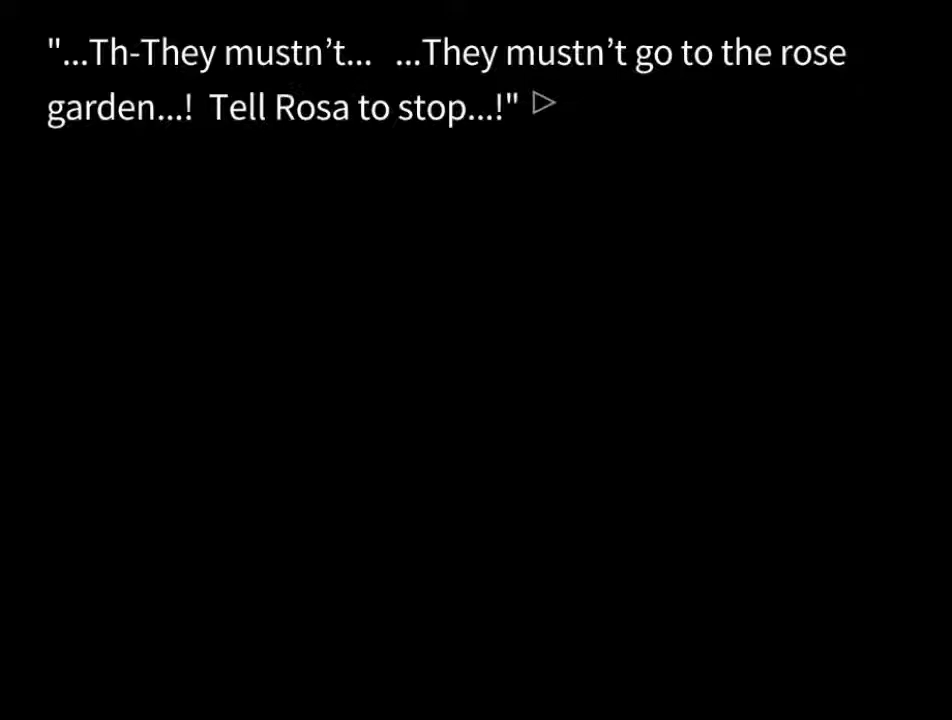 "...Th-They mustn’t...  ...They mustn’t go to the rose
garden...!  Tell Rosa to stop...!"